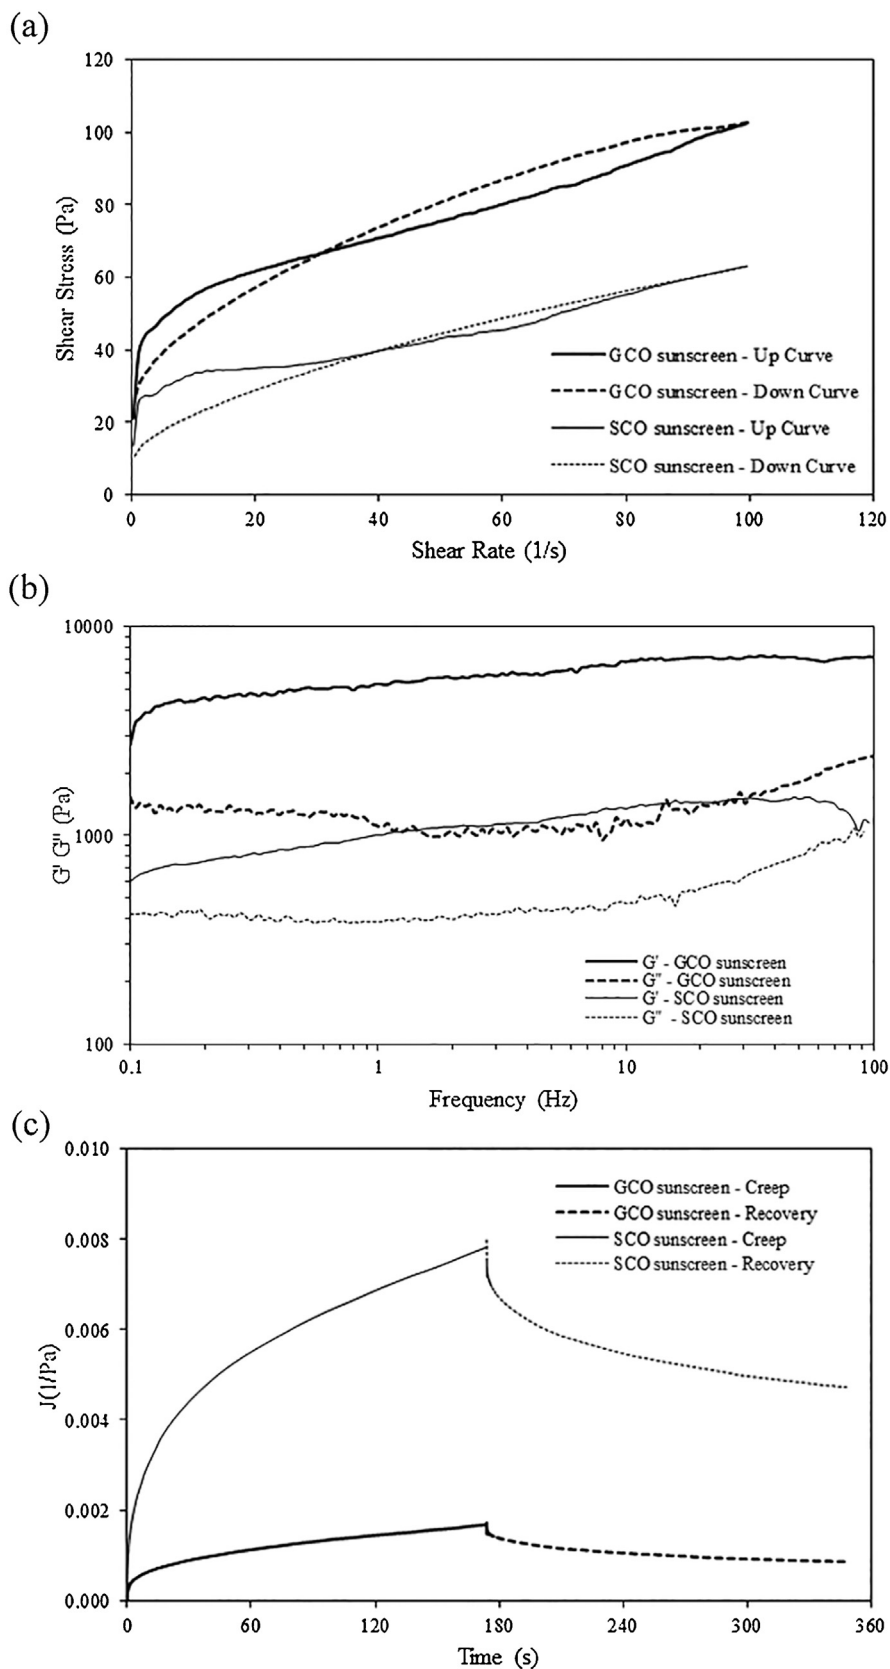 (a)
120
100
80
60
40
20
0
Shear Stress (Pa)
GCO sunscreen - Up Curve
GCO sunscreen - Down Curve
SCO sunscreen - Up Curve
SCO sunscreen - Down Curve
0 20 40 60 80 100 120
Shear Rate (1/s)
(b)
10000
1000
100
G' G" (Pa)
G' - GCO sunscreen
G" - GCO sunscreen
G' - SCO sunscreen
G" - SCO sunscreen
0.1 1 10 100
Frequency (Hz)
(c)
0.010
0.008
0.006
0.004
0.002
0.000
J(1/Pa)
GCO sunscreen - Creep
GCO sunscreen - Recovery
SCO sunscreen - Creep
SCO sunscreen - Recovery
0 60 120 180 240 300 360
Time (s)